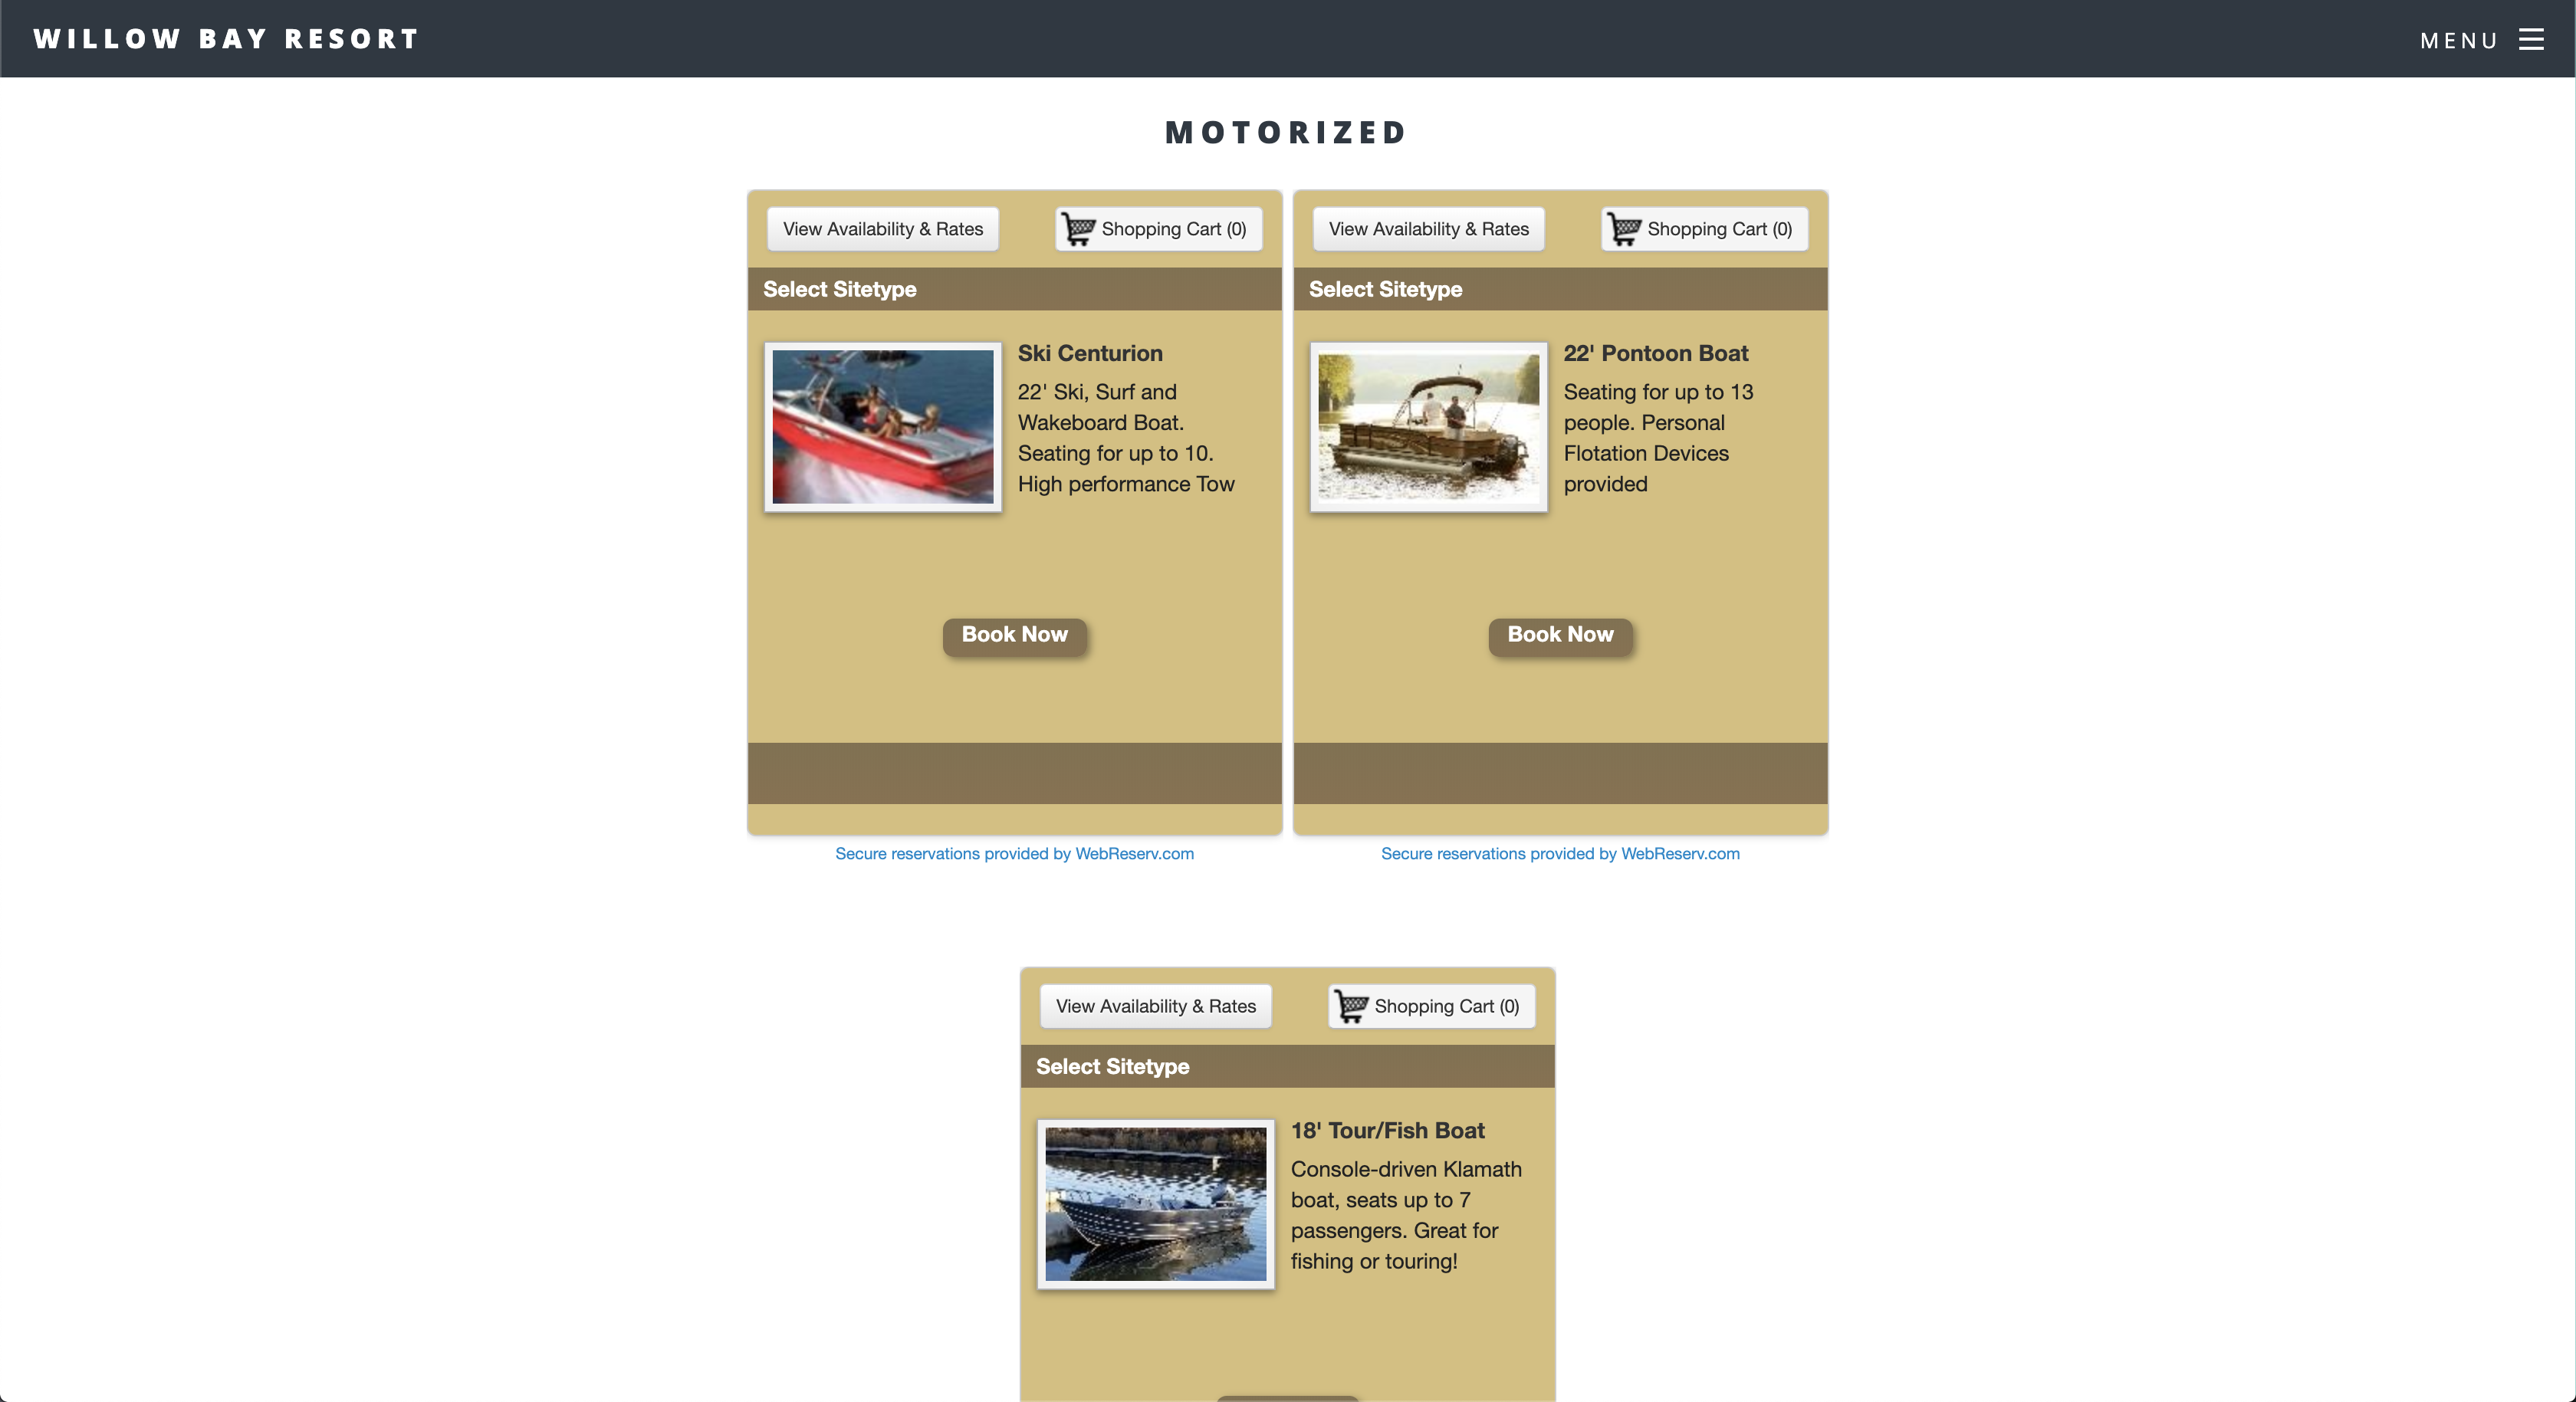 WILLOW BAY RESORT
MENU
MOTORIZED
View Availability & Rates
Shopping Cart (0)
Select Sitetype
Ski Centurion
22' Ski, Surf and
Wakeboard Boat.
Seating for up to 10.
High performance Tow
Book Now
Secure reservations provided by WebReserv.com
View Availability & Rates
Shopping Cart (0)
Select Sitetype
22' Pontoon Boat
Seating for up to 13
people. Personal
Flotation Devices
provided
Book Now
Secure reservations provided by WebReserv.com
View Availability & Rates
Shopping Cart (0)
Select Sitetype
18' Tour/Fish Boat
Console-driven Klamath
boat, seats up to 7
passengers. Great for
fishing or touring!